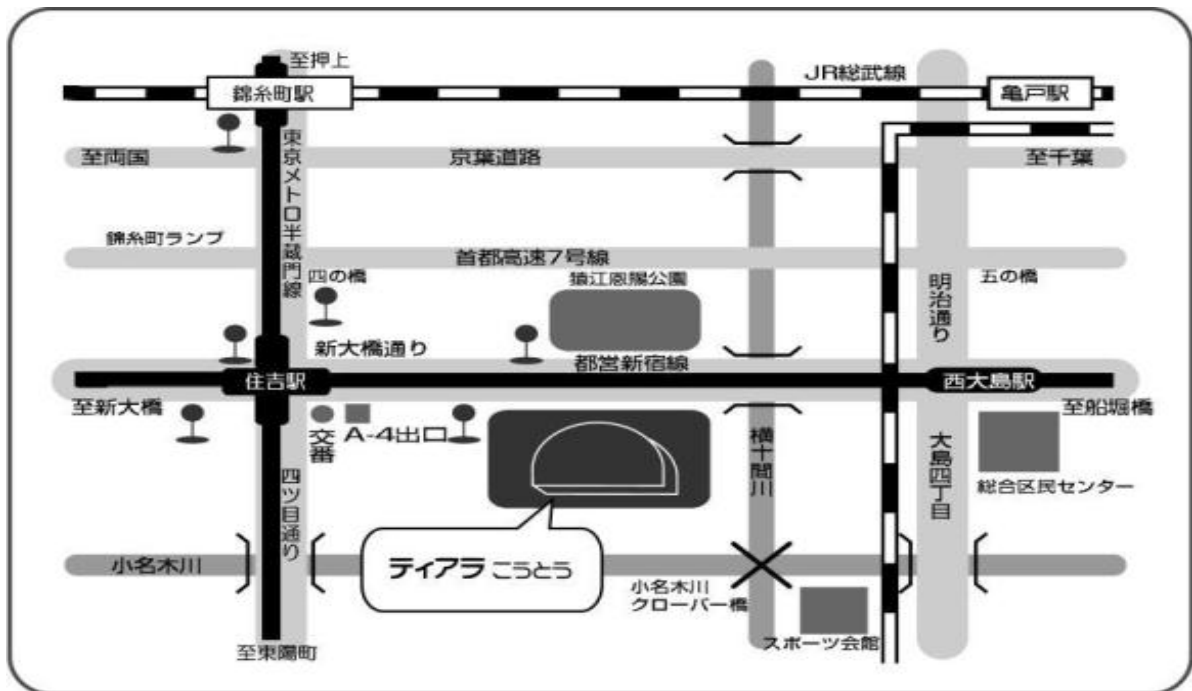 至押上
JR総武線
錦糸町駅
亀戸駅
至両国
京葉道路
至千葉
東京メトロ半蔵門線
錦糸町ランプ
首都高速7号線
四の橋
猿江恩賜公園
五の橋
明治通り
新大橋通り
都営新宿線
住吉駅
西大島駅
至新大橋
至船堀橋
交番
A-4出口
横十間川
大島四丁目
総合区民センター
四ツ目通り
小名木川
ティアラ こうとう
小名木川
クローバー橋
スポーツ会館
至東陽町